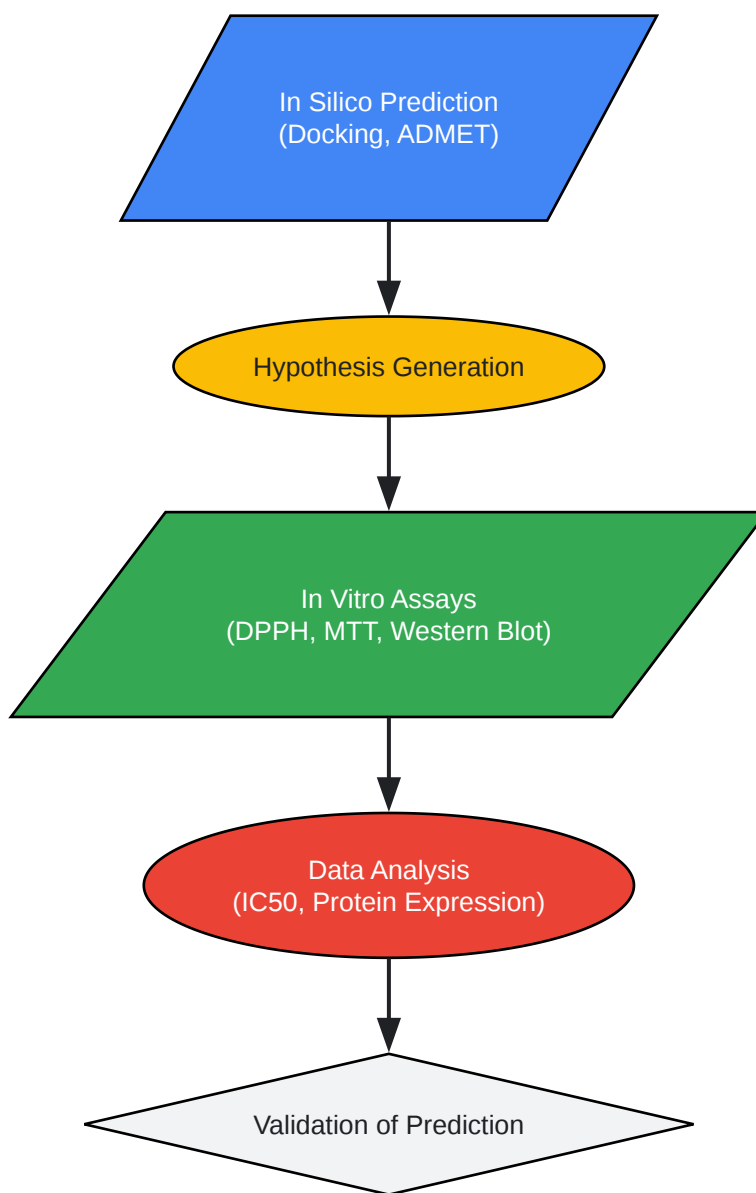 In Silico Prediction
(Docking, ADMET)
Hypothesis Generation
In Vitro Assays
(DPPH, MTT, Western Blot)
Data Analysis
(IC50, Protein Expression)
Validation of Prediction